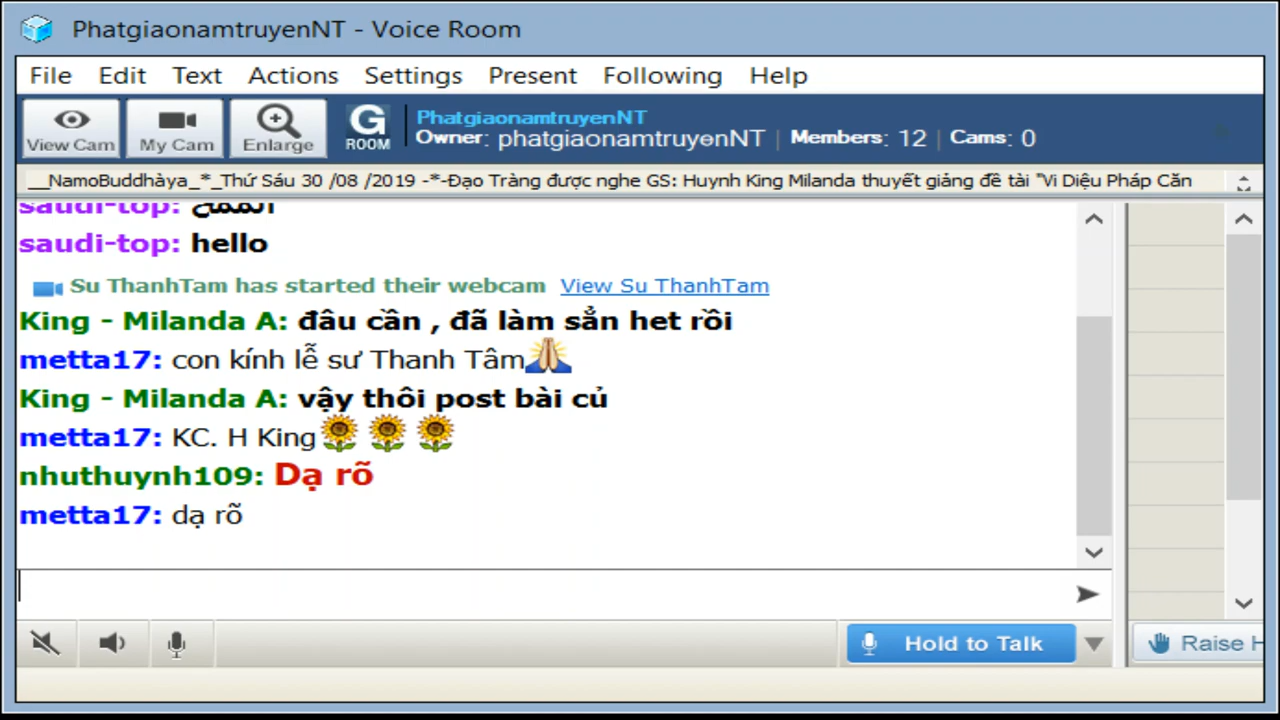 PhatgiaonamtruyenNT - Voice Room
File Edit Text Actions Settings Present Following Help
View Cam My Cam Enlarge G ROOM
PhatgiaonamtruyenNT
Owner: phatgiaonamtruyenNT | Members: 12 | Cams: 0
__NamoBuddhàya_*_Thứ Sáu 30 /08 /2019 -*-Đạo Tràng được nghe GS: Huynh King Milanda thuyết giảng đề tài "Vi Diệu Pháp Căn
saudi-top:
saudi-top: hello
Su ThanhTam has started their webcam View Su ThanhTam
King - Milanda A: đâu cần , đã làm sẳn het rồi
metta17: con kính lễ sư Thanh Tâm
King - Milanda A: vậy thôi post bài củ
metta17: KC. H King
nhuthuynh109: Dạ rõ
metta17: dạ rõ
Hold to Talk
Raise H